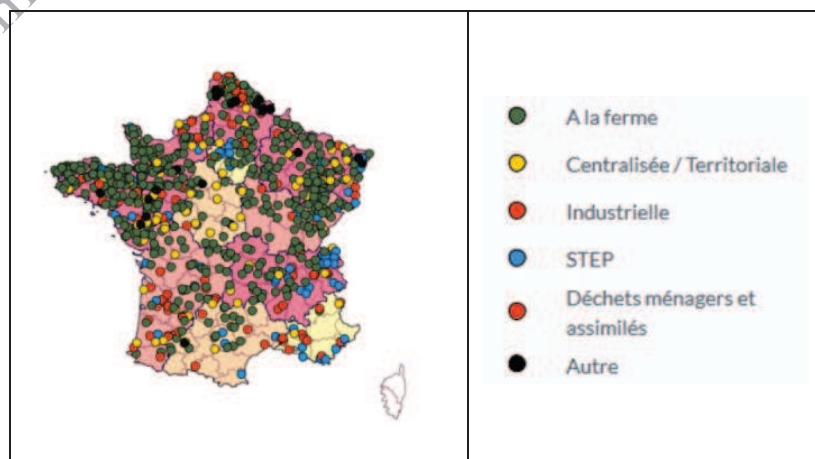 A la ferme
Centralisée / Territoriale
Industrielle
STEP
Déchets ménagers et
assimilés
Autre